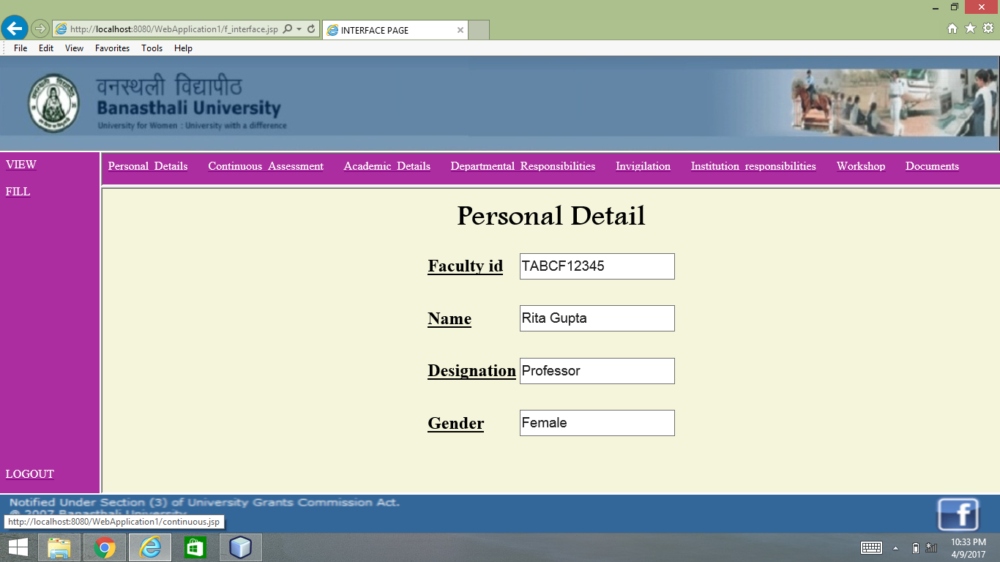 http://localhost:8080/WebApplication1/f_interface.jsp
INTERFACE PAGE
File Edit View Favorites Tools Help
वनस्थली विद्यापीठ
Banasthali University
University for Women : University with a difference
VIEW
FILL
LOGOUT
Personal Details Continuous Assessment Academic Details Departmental Responsibilities Invigilation Institution responsibilities Workshop Documents
Personal Detail
Faculty id TABCF12345
Name Rita Gupta
Designation Professor
Gender Female
Notified Under Section (3) of University Grants Commission Act.
© 2007 Banasthali University
http://localhost:8080/WebApplication1/continuous.jsp
10:33 PM
4/9/2017